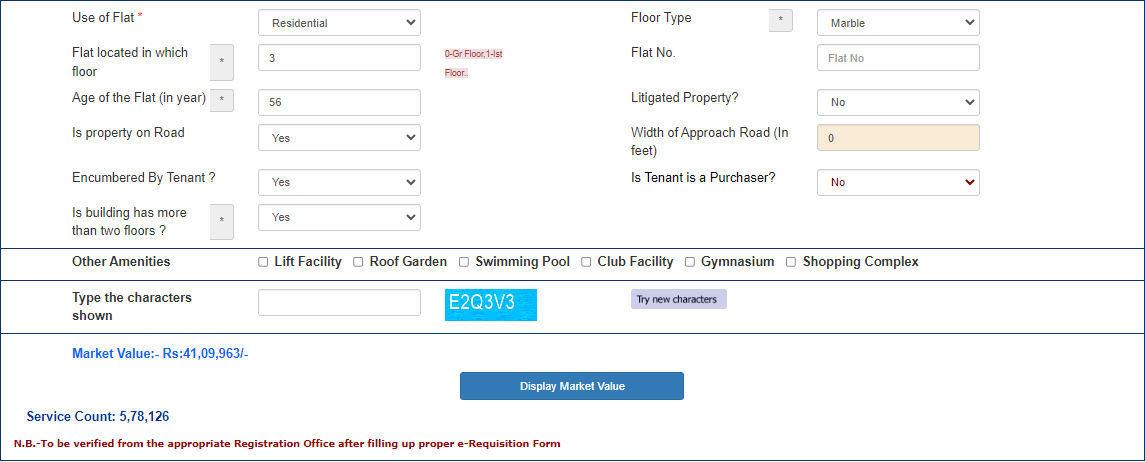 Use of Flat *
Residential
Floor Type
*
Marble
Flat located in which
floor
*
3
0-Gr Floor,1-Ist
Floor..
Flat No.
Flat No
Age of the Flat (in year)
*
56
Litigated Property?
No
Is property on Road
Yes
Width of Approach Road (In
feet)
0
Encumbered By Tenant ?
Yes
Is Tenant is a Purchaser?
No
Is building has more
than two floors ?
*
Yes
Other Amenities
Lift Facility
Roof Garden
Swimming Pool
Club Facility
Gymnasium
Shopping Complex
Type the characters
shown
E2Q3V3
Try new characters
Market Value:- Rs:41,09,963/-
Display Market Value
Service Count: 5,78,126
N.B.-To be verified from the appropriate Registration Office after filling up proper e-Requisition Form